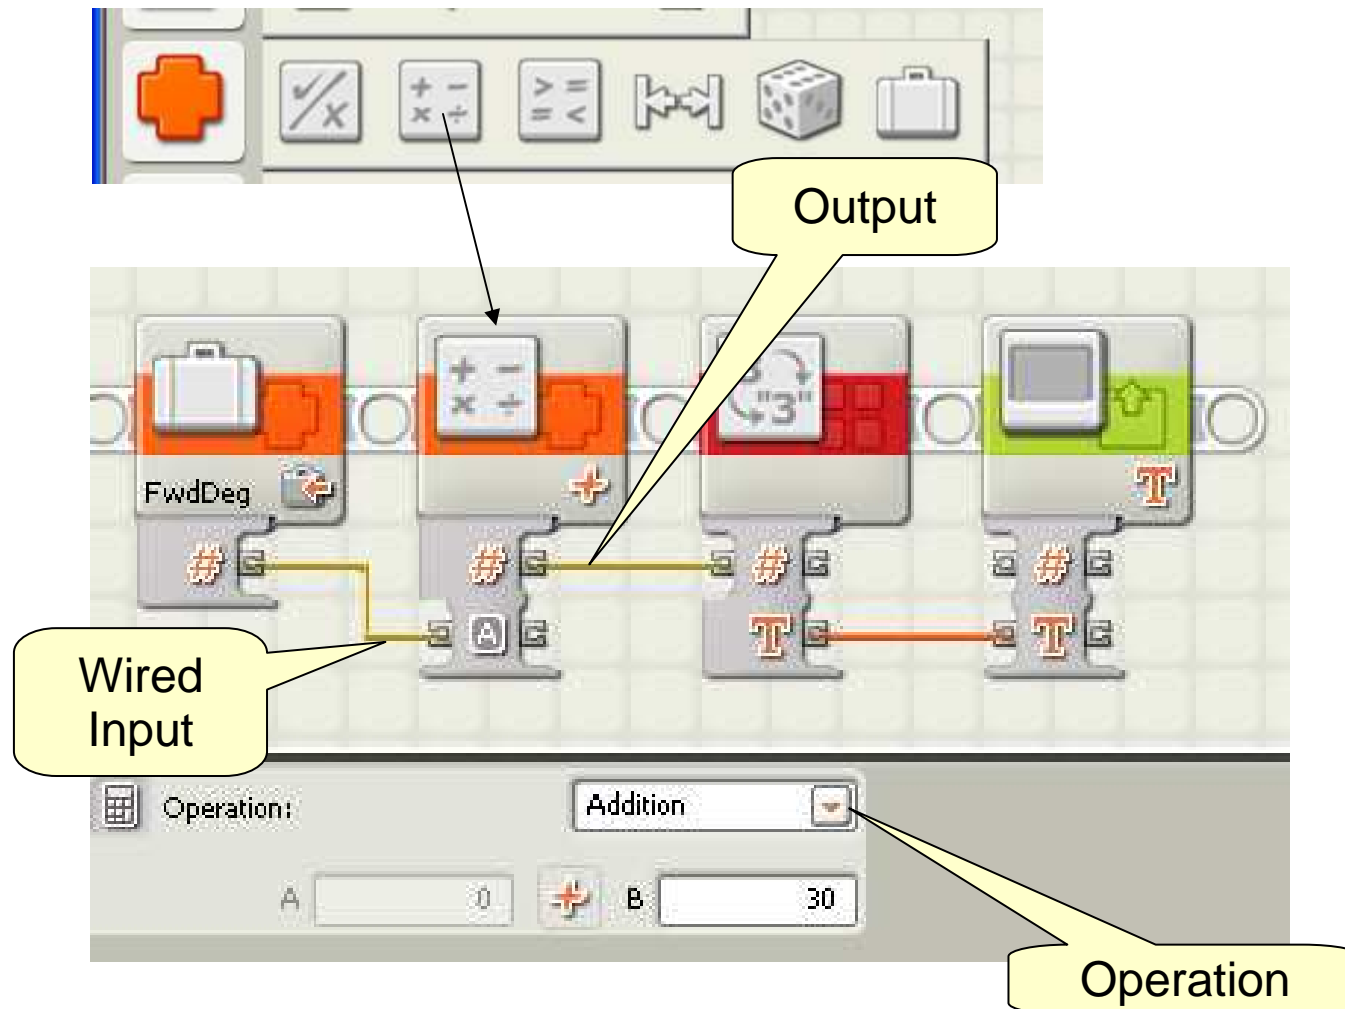 Output
"3"
FwdDeg
#
#
#
#
A
T
T
T
Wired
Input
Operation:
Addition
A
0
B
30
Operation